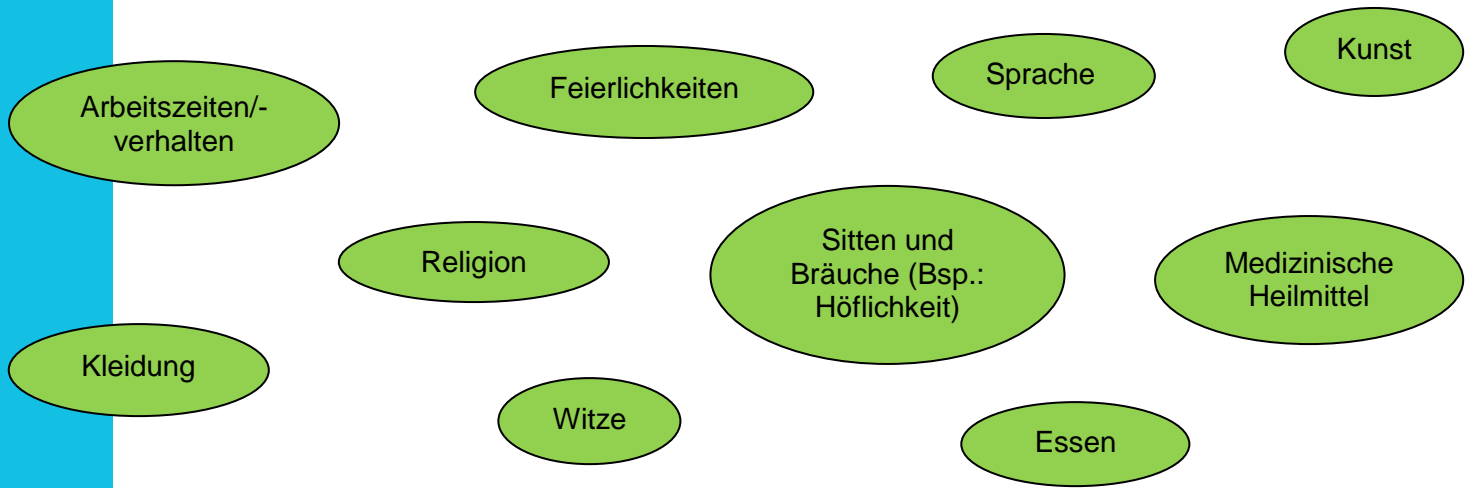 Arbeitszeiten/-
verhalten
Feierlichkeiten
Sprache
Kunst
Religion
Sitten und
Bräuche (Bsp.:
Höflichkeit)
Medizinische
Heilmittel
Kleidung
Witze
Essen